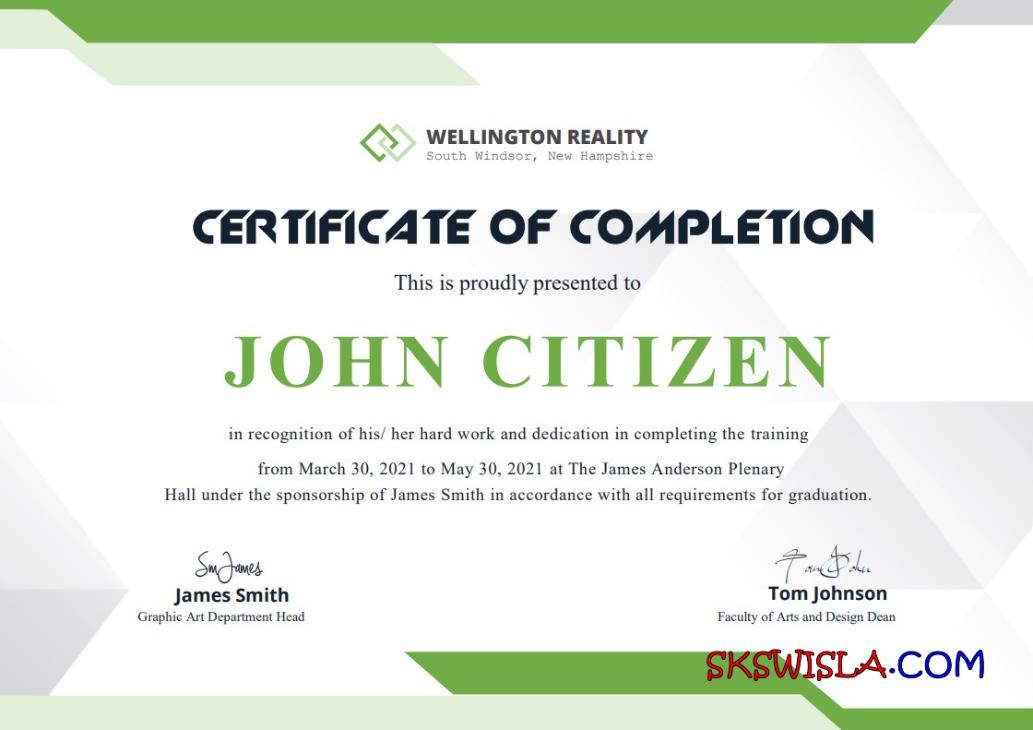 WELLINGTON REALITY
South Windsor, New Hampshire
CERTIFICATE OF COMPLETION
This is proudly presented to
JOHN CITIZEN
in recognition of his/ her hard work and dedication in completing the training
from March 30, 2021 to May 30, 2021 at The James Anderson Plenary
Hall under the sponsorship of James Smith in accordance with all requirements for graduation.
Sm James
James Smith
Graphic Art Department Head
Tom Johnson
Faculty of Arts and Design Dean
SKSWISLA.COM